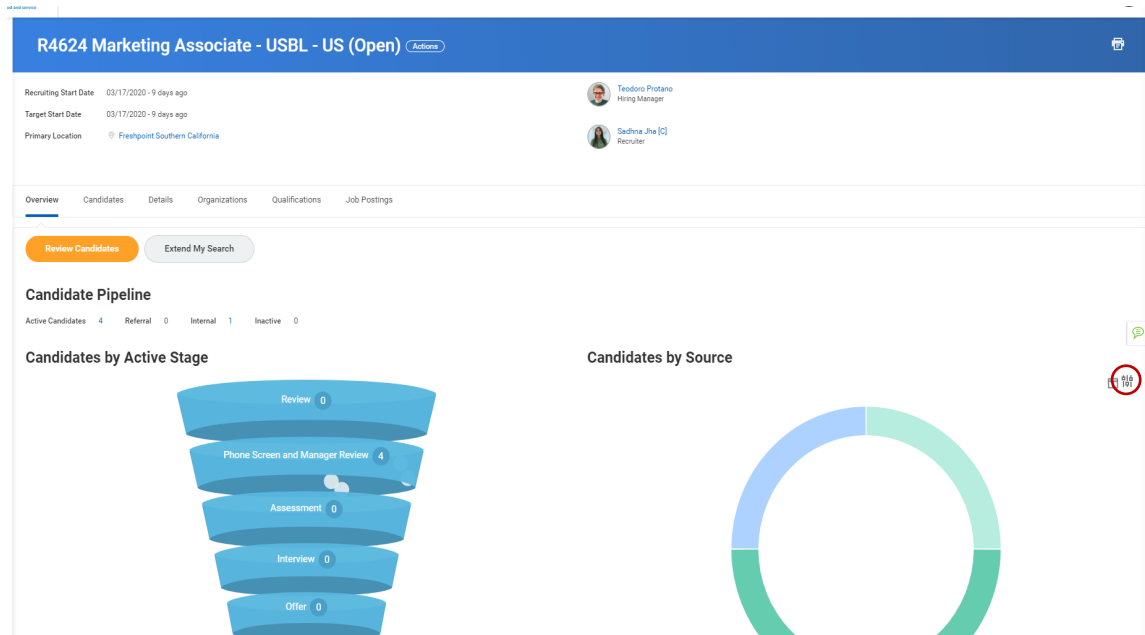 ed and service
R4624 Marketing Associate - USBL - US (Open) Actions
Recruiting Start Date 03/17/2020 - 9 days ago
Target Start Date 03/17/2020 - 9 days ago
Primary Location Freshpoint Southern California
Teodoro Protano
Hiring Manager
Sadhna Jha [C]
Recruiter
Overview Candidates Details Organizations Qualifications Job Postings
Review Candidates Extend My Search
Candidate Pipeline
Active Candidates 4 Referral 0 Internal 1 Inactive 0
Candidates by Active Stage
Review 0
Phone Screen and Manager Review 4
Assessment 0
Interview 0
Offer 0
Candidates by Source